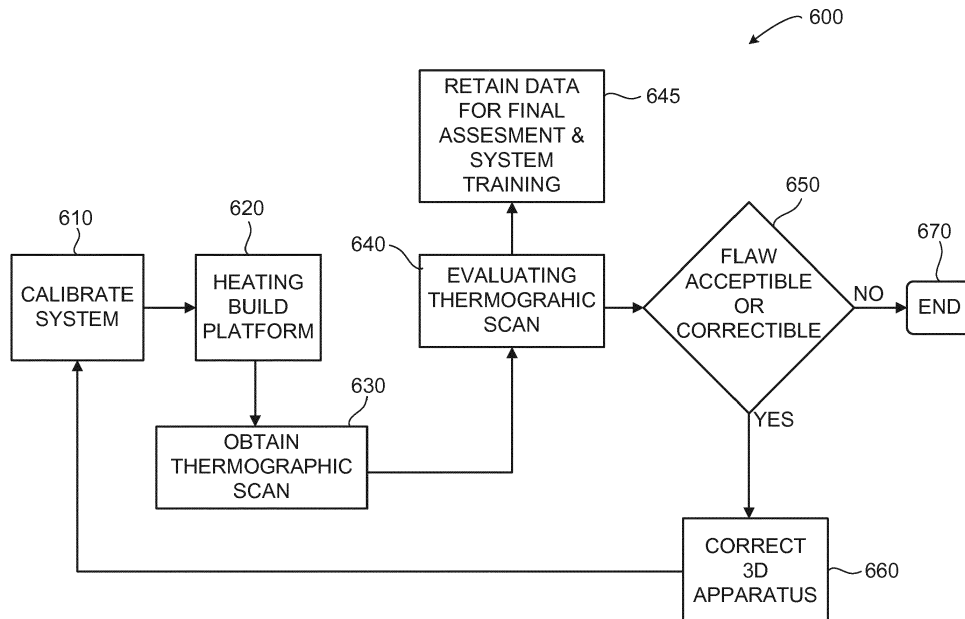 600
RETAIN DATA
FOR FINAL
ASSESMENT &
SYSTEM
TRAINING
645
610
CALIBRATE
SYSTEM
620
HEATING
BUILD
PLATFORM
630
OBTAIN
THERMOGRAPHIC
SCAN
640
EVALUATING
THERMOGRAHIC
SCAN
650
FLAW
ACCEPTIBLE
OR
CORRECTIBLE
NO
670
END
YES
CORRECT
3D
APPARATUS
660